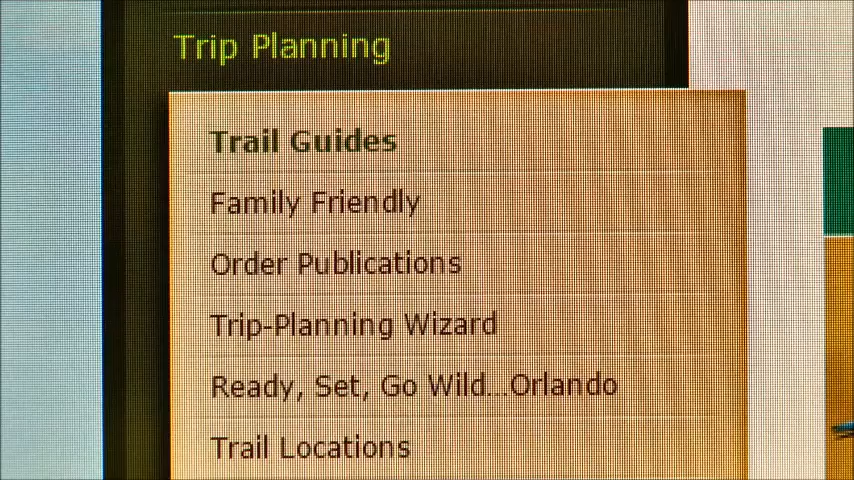 Trip Planning
Trail Guides
Family Friendly
Order Publications
Trip-Planning Wizard
Ready, Set, Go Wild...Orlando
Trail Locations